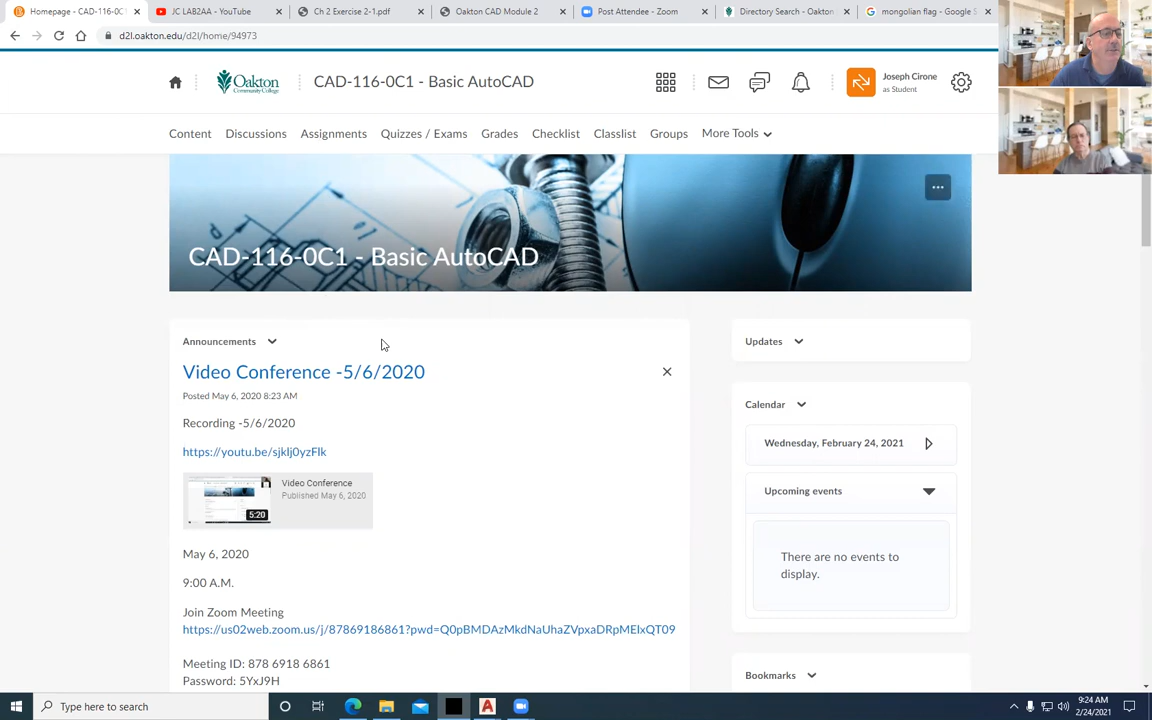 Homepage - CAD-116-0C1
JC LAB2AA - YouTube
Ch 2 Exercise 2-1.pdf
Oakton CAD Module 2
Post Attendee - Zoom
Directory Search - Oakton
mongolian flag - Google S
d2l.oakton.edu/d2l/home/94973
Oakton
Community College
CAD-116-0C1 - Basic AutoCAD
Joseph Cirone
as Student
Content
Discussions
Assignments
Quizzes / Exams
Grades
Checklist
Classlist
Groups
More Tools
CAD-116-0C1 - Basic AutoCAD
Announcements
Video Conference -5/6/2020
Posted May 6, 2020 8:23 AM
Recording -5/6/2020
https://youtu.be/sjklj0yzFlk
Video Conference
Published May 6, 2020
5:20
May 6, 2020
9:00 A.M.
Join Zoom Meeting
https://us02web.zoom.us/j/87869186861?pwd=Q0pBMDAzMkdNaUhaZVpxaDRpMElxQT09
Meeting ID: 878 6918 6861
Password: 5YxJ9H
Updates
Calendar
Wednesday, February 24, 2021
Upcoming events
There are no events to
display.
Bookmarks
Type here to search
9:24 AM
2/24/2021